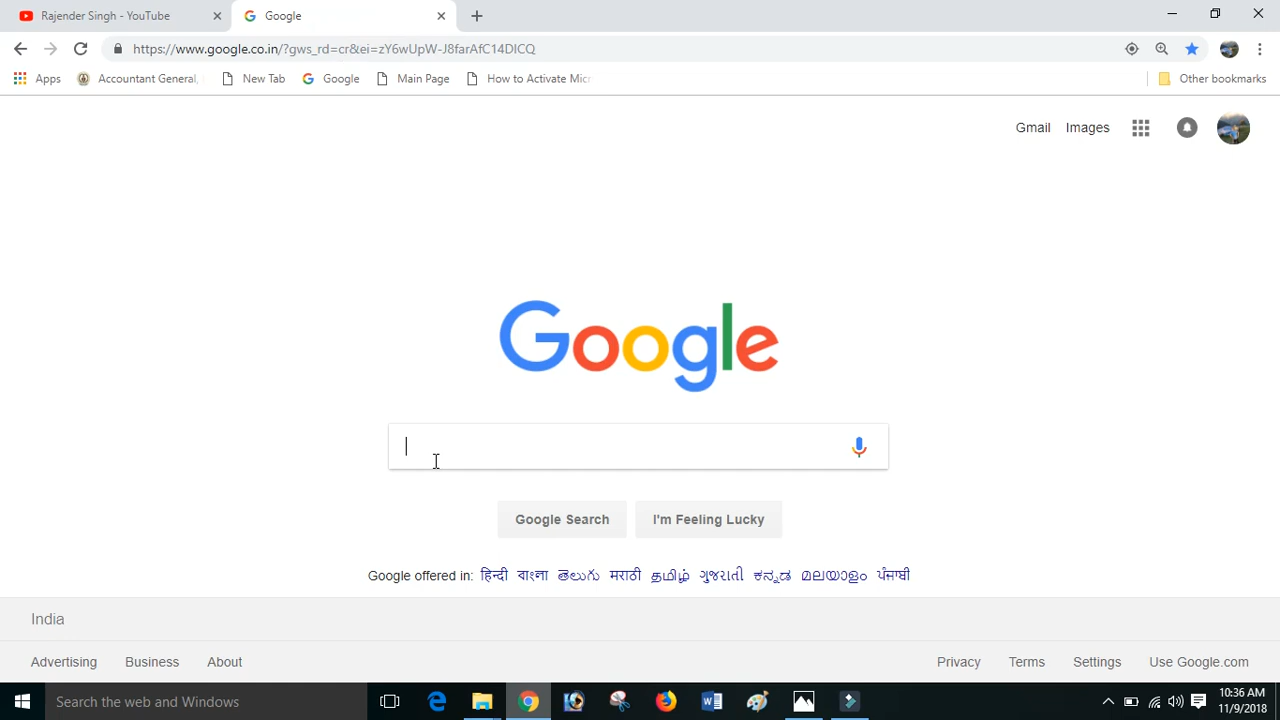 Rajender Singh - YouTube
Google
https://www.google.co.in/?gws_rd=cr&ei=zY6wUpW-J8farAfC14DICQ
Apps
Accountant General,
New Tab
Google
Main Page
How to Activate Micr
Other bookmarks
Gmail
Images
Google
Google Search
I'm Feeling Lucky
Google offered in: हिन्दी বাংলা తెలుగు मराठी தமிழ் ગુજરાતી ಕನ್ನಡ മലയാളം ਪੰਜਾਬੀ
India
Advertising
Business
About
Privacy
Terms
Settings
Use Google.com
Search the web and Windows
10:36 AM
11/9/2018